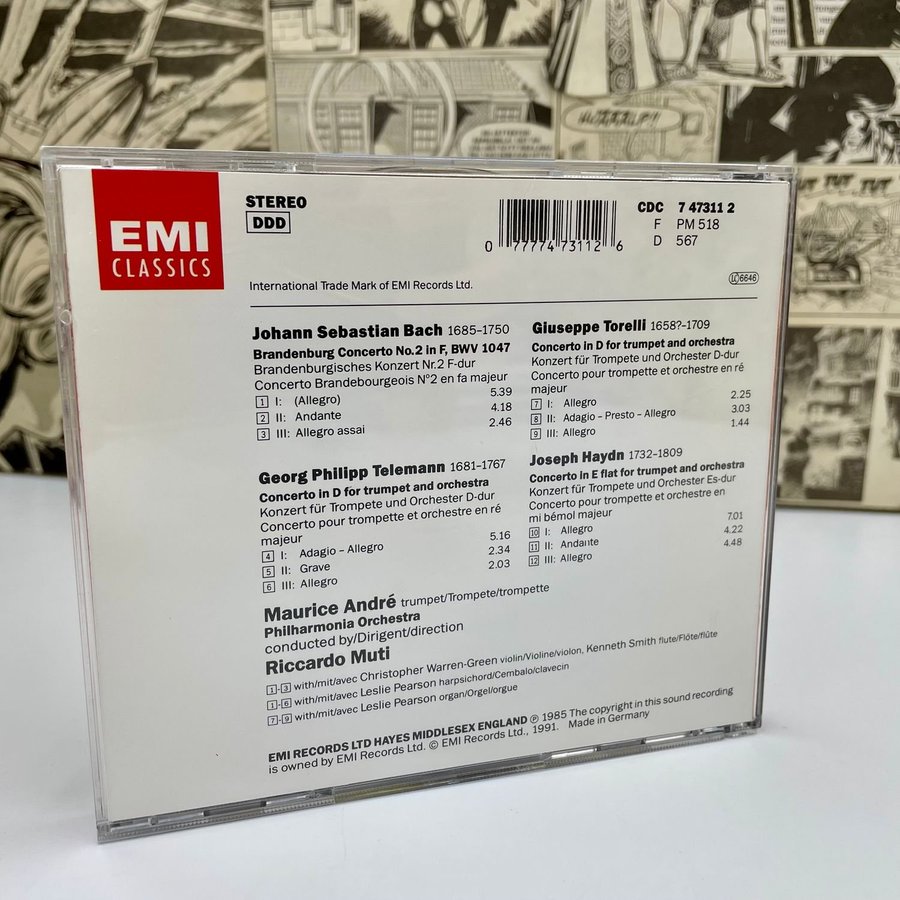 EMI
CLASSICS
STEREO
DDD
0 77774 73112 6
CDC 7 47311 2
F PM 518
D 567
International Trade Mark of EMI Records Ltd.
LC 6646
Johann Sebastian Bach 1685-1750
Brandenburg Concerto No.2 in F, BWV 1047
Brandenburgisches Konzert Nr.2 F-dur
Concerto Brandebourgeois N°2 en fa majeur
1 I: (Allegro) 5.39
2 II: Andante 4.18
3 III: Allegro assai 2.46
Georg Philipp Telemann 1681-1767
Concerto in D for trumpet and orchestra
Konzert für Trompete und Orchester D-dur
Concerto pour trompette et orchestre en ré
majeur
4 I: Adagio – Allegro 5.16
5 II: Grave 2.34
6 III: Allegro 2.03
Giuseppe Torelli 1658?-1709
Concerto in D for trumpet and orchestra
Konzert für Trompete und Orchester D-dur
Concerto pour trompette et orchestre en ré
majeur
7 I: Allegro 2.25
8 II: Adagio – Presto – Allegro 3.03
9 III: Allegro 1.44
Joseph Haydn 1732-1809
Concerto in E flat for trumpet and orchestra
Konzert für Trompete und Orchester Es-dur
Concerto pour trompette et orchestre en
mi bémol majeur
10 I: Allegro 7.01
11 II: Andante 4.22
12 III: Allegro 4.48
Maurice André trumpet/Trompete/trompette
Philharmonia Orchestra
conducted by/Dirigent/direction
Riccardo Muti
1-3 with/mit/avec Christopher Warren-Green violin/Violine/violon, Kenneth Smith flute/Flöte/flûte
1-6 with/mit/avec Leslie Pearson harpsichord/Cembalo/clavecin
7-9 with/mit/avec Leslie Pearson organ/Orgel/orgue
EMI RECORDS LTD HAYES MIDDLESEX ENGLAND ℗ 1985 The copyright in this sound recording
is owned by EMI Records Ltd. © EMI Records Ltd., 1991. Made in Germany